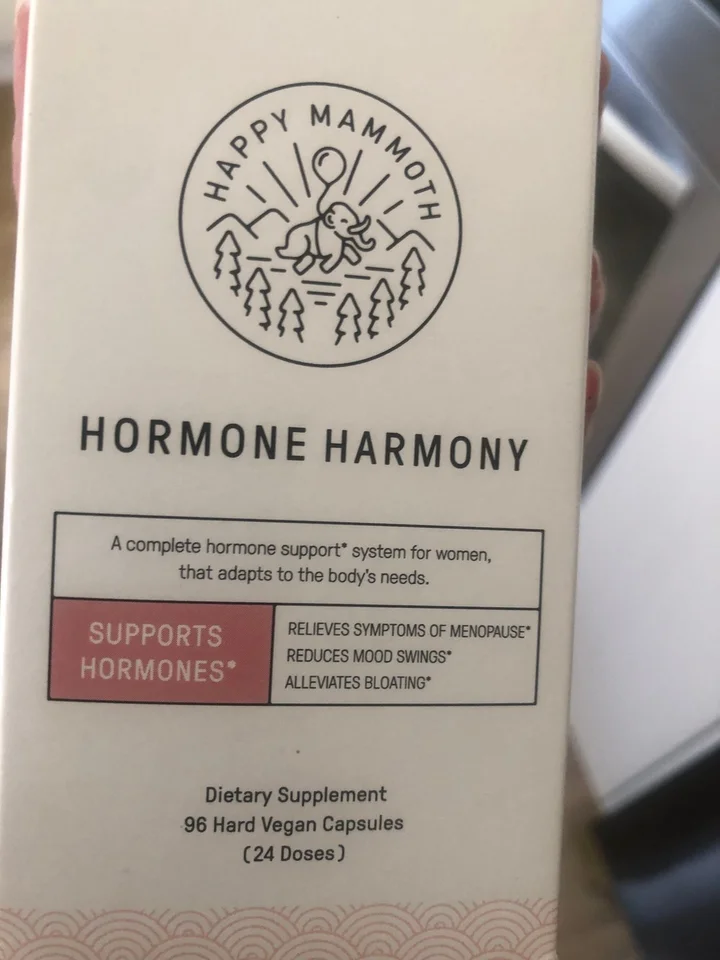 HAPPY MAMMOTH
HORMONE HARMONY
A complete hormone support* system for women,
that adapts to the body's needs.
SUPPORTS
HORMONES*
RELIEVES SYMPTOMS OF MENOPAUSE*
REDUCES MOOD SWINGS*
ALLEVIATES BLOATING*
Dietary Supplement
96 Hard Vegan Capsules
(24 Doses)